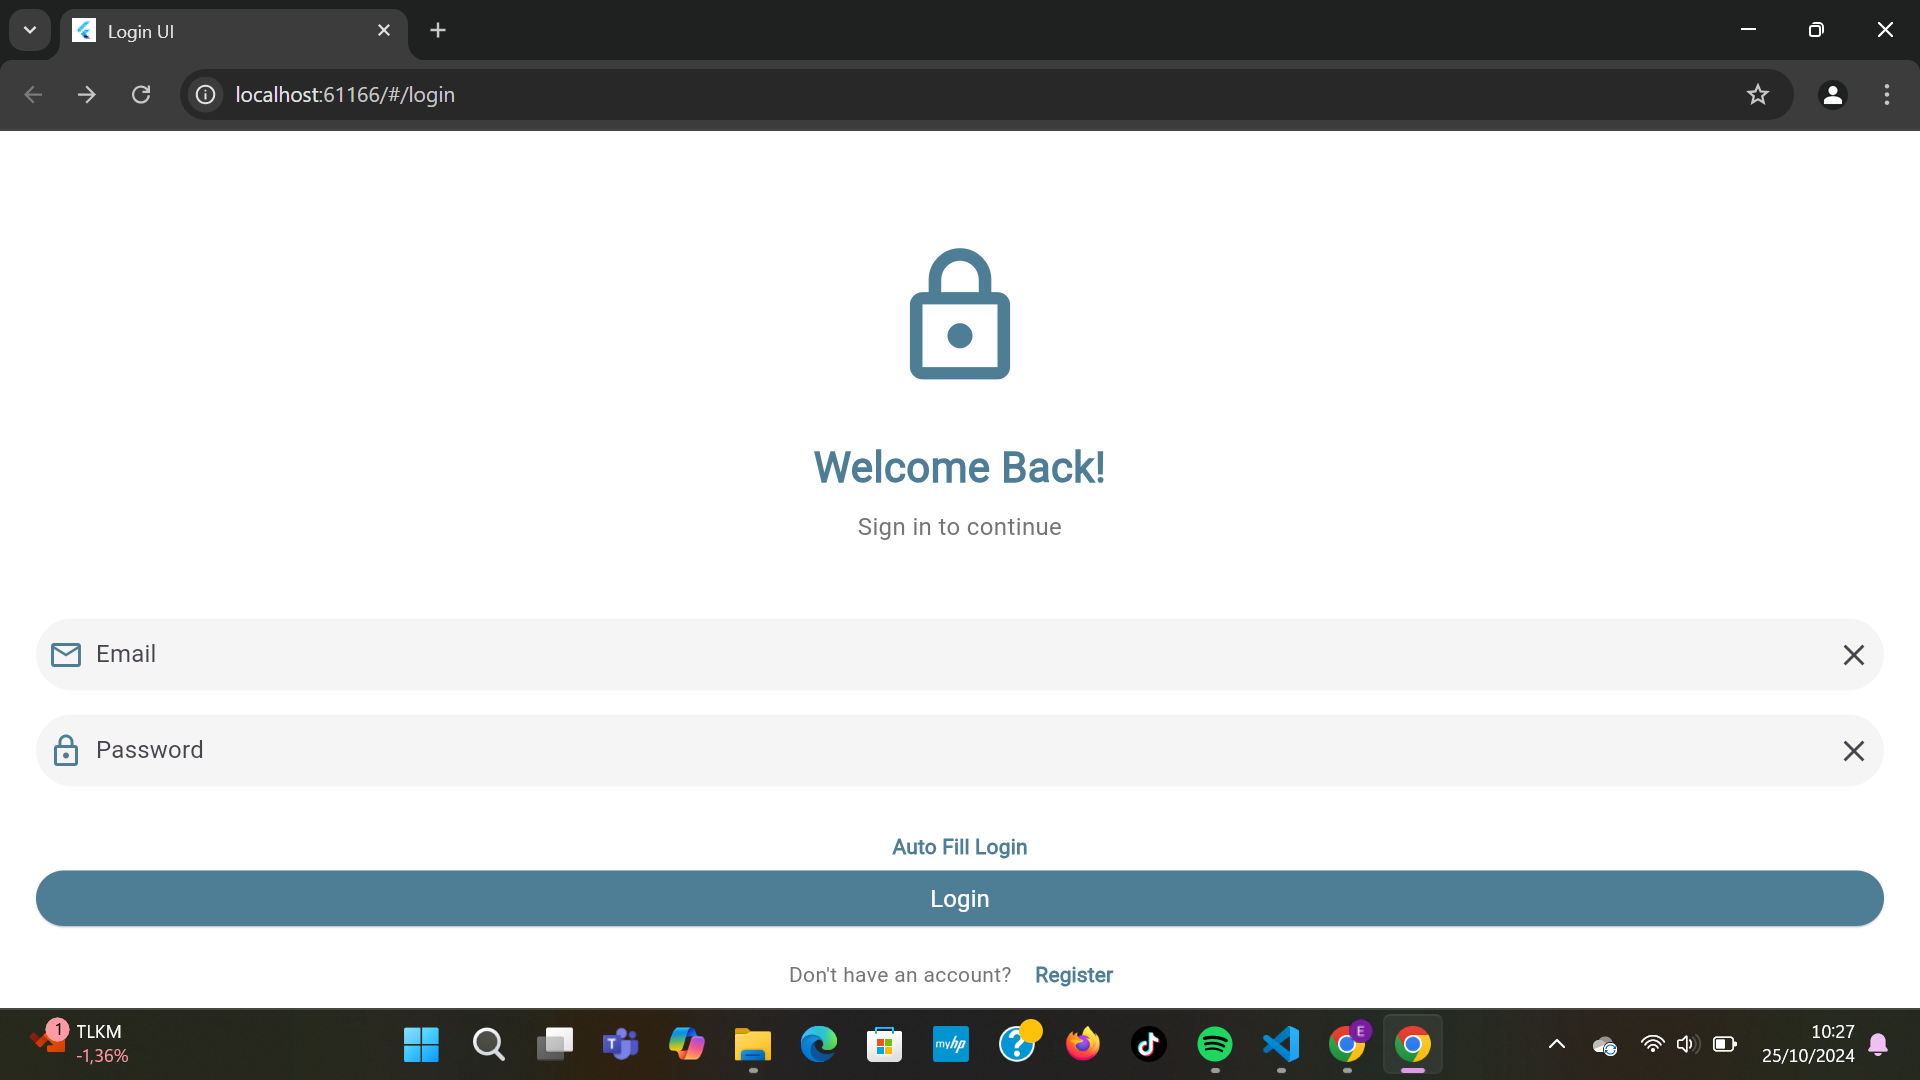 Login UI
localhost:61166/#/login
Welcome Back!
Sign in to continue
Email
Password
Auto Fill Login
Login
Don't have an account? Register
1
TLKM
-1,36%
T
myhp
?
E
10:27
25/10/2024